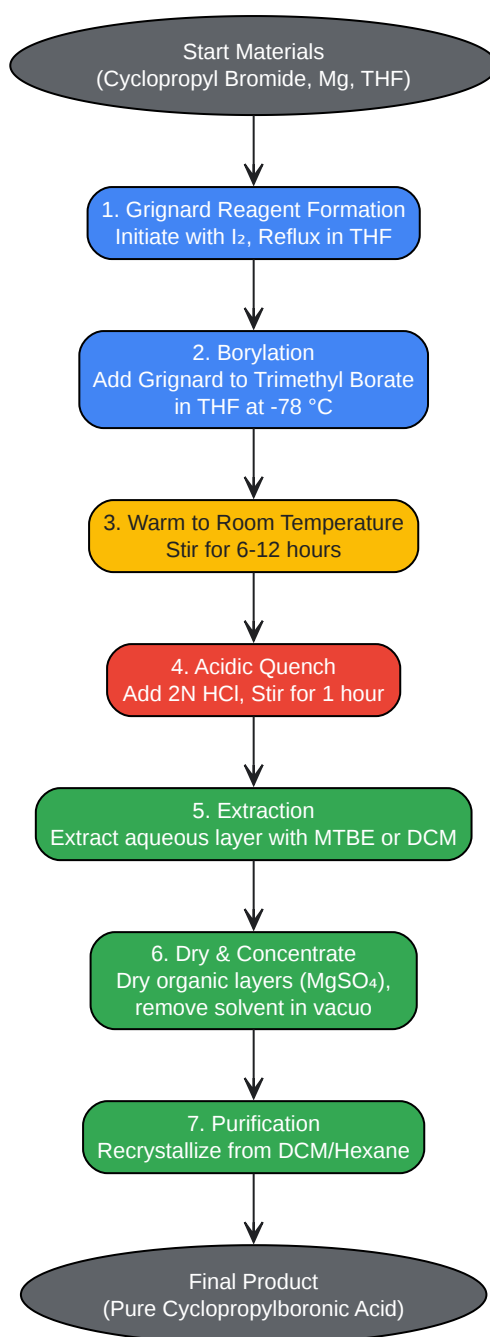 Start Materials
(Cyclopropyl Bromide, Mg, THF)
1. Grignard Reagent Formation
Initiate with I₂, Reflux in THF
2. Borylation
Add Grignard to Trimethyl Borate
in THF at -78 °C
3. Warm to Room Temperature
Stir for 6-12 hours
4. Acidic Quench
Add 2N HCl, Stir for 1 hour
5. Extraction
Extract aqueous layer with MTBE or DCM
6. Dry & Concentrate
Dry organic layers (MgSO₄),
remove solvent in vacuo
7. Purification
Recrystallize from DCM/Hexane
Final Product
(Pure Cyclopropylboronic Acid)